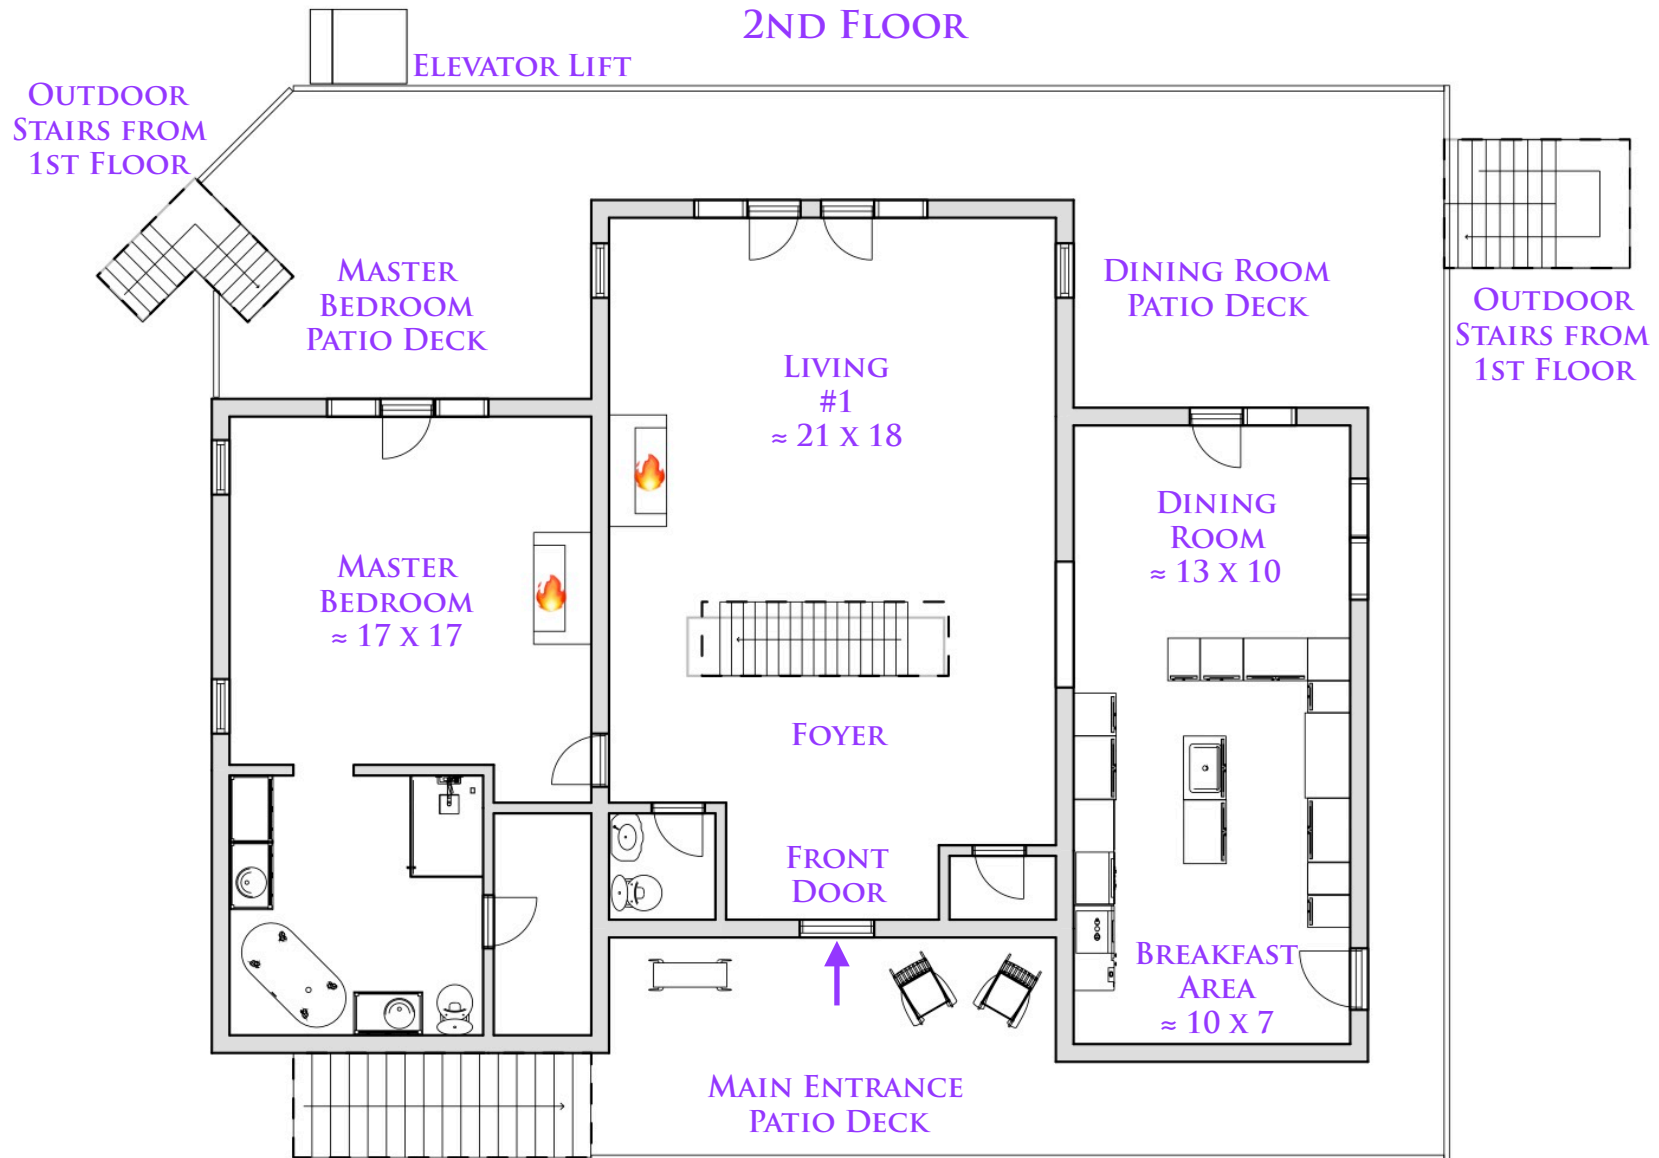 2nd Floor
Elevator Lift
Outdoor
Stairs from
1st Floor
Master
Bedroom
Patio Deck
Dining Room
Patio Deck
Outdoor
Stairs from
1st Floor
Living
#1
≈ 21 x 18
Dining
Room
≈ 13 x 10
Master
Bedroom
≈ 17 x 17
Foyer
Front
Door
Breakfast
Area
≈ 10 x 7
Main Entrance
Patio Deck